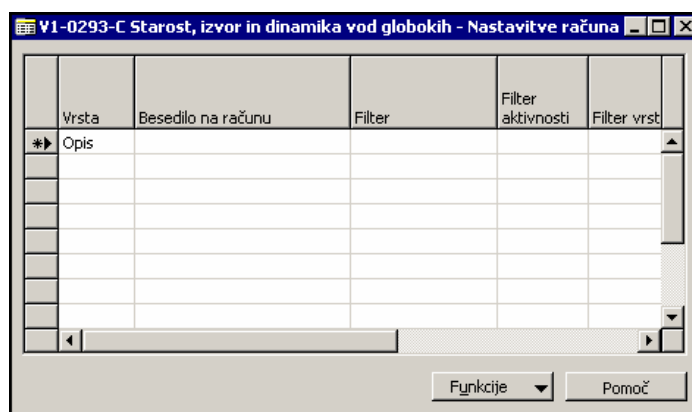 V1-0293-C Starost, izvor in dinamika vod globokih - Nastavitve računa
Vrsta Besedilo na računu Filter Filter aktivnosti Filter vrst
Opis
Funkcije Pomoč